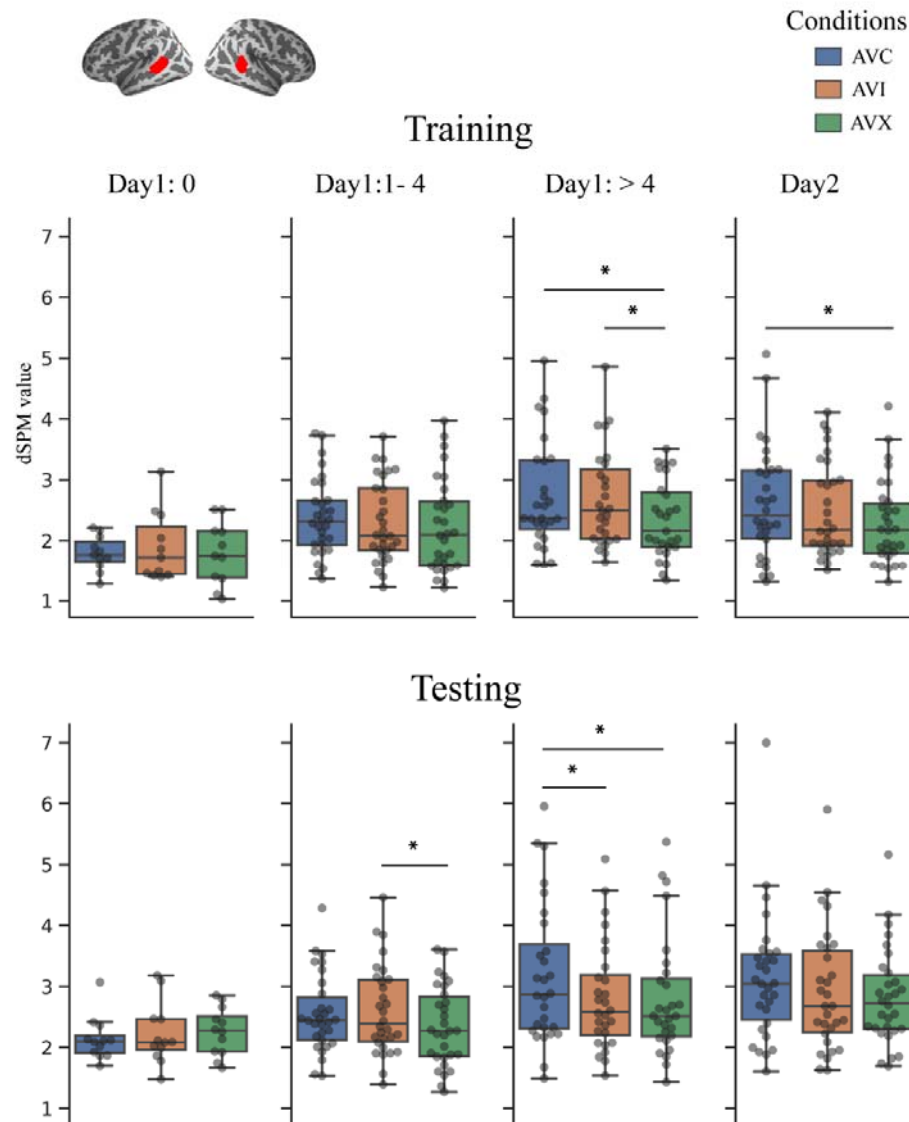 Conditions
AVC
AVI
AVX
Training
Day1: 0 Day1:1- 4 Day1: > 4 Day2
dSPM value
7
6
5
4
3
2
1
* * *
Testing
7
6
5
4
3
2
1
* * *